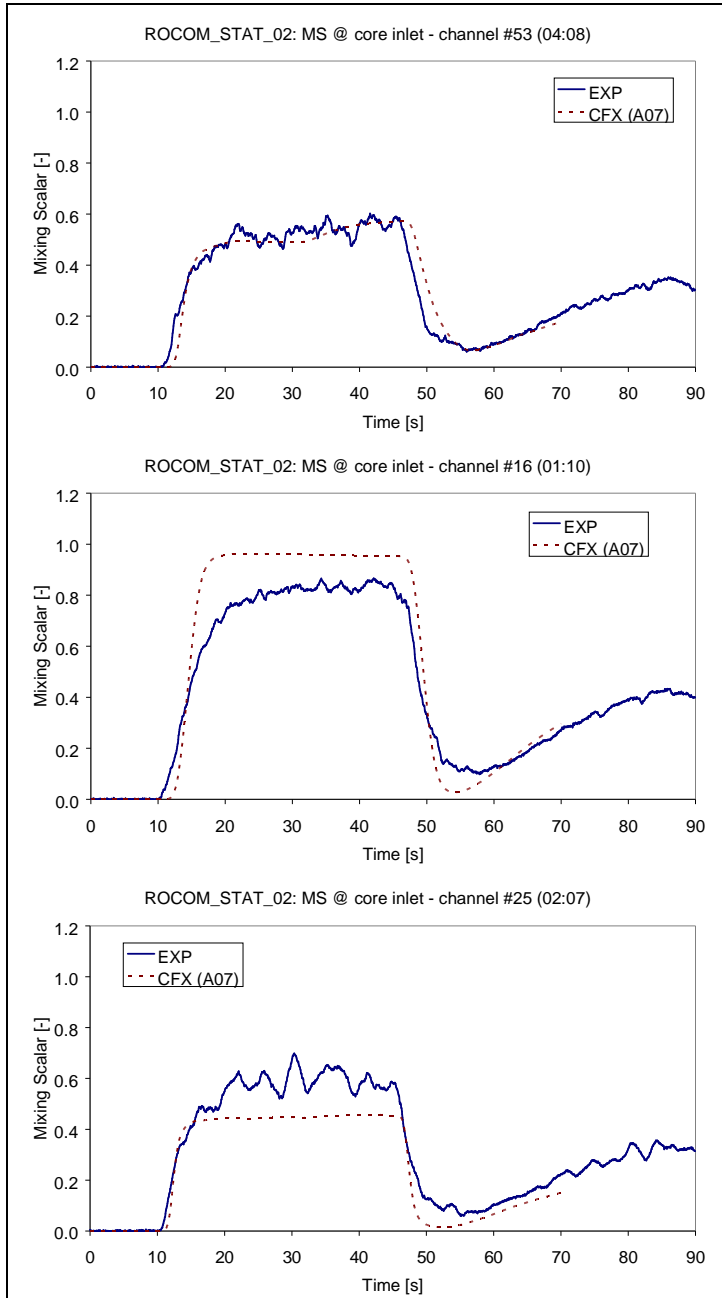 ROCOM_STAT_02: MS @ core inlet - channel #53 (04:08)
1.2
1.0
0.8
0.6
0.4
0.2
0.0
Mixing Scalar [-]
EXP
CFX (A07)
0 10 20 30 40 50 60 70 80 90
Time [s]
ROCOM_STAT_02: MS @ core inlet - channel #16 (01:10)
1.2
1.0
0.8
0.6
0.4
0.2
0.0
Mixing Scalar [-]
EXP
CFX (A07)
0 10 20 30 40 50 60 70 80 90
Time [s]
ROCOM_STAT_02: MS @ core inlet - channel #25 (02:07)
1.2
1.0
0.8
0.6
0.4
0.2
0.0
Mixing Scalar [-]
EXP
CFX (A07)
0 10 20 30 40 50 60 70 80 90
Time [s]